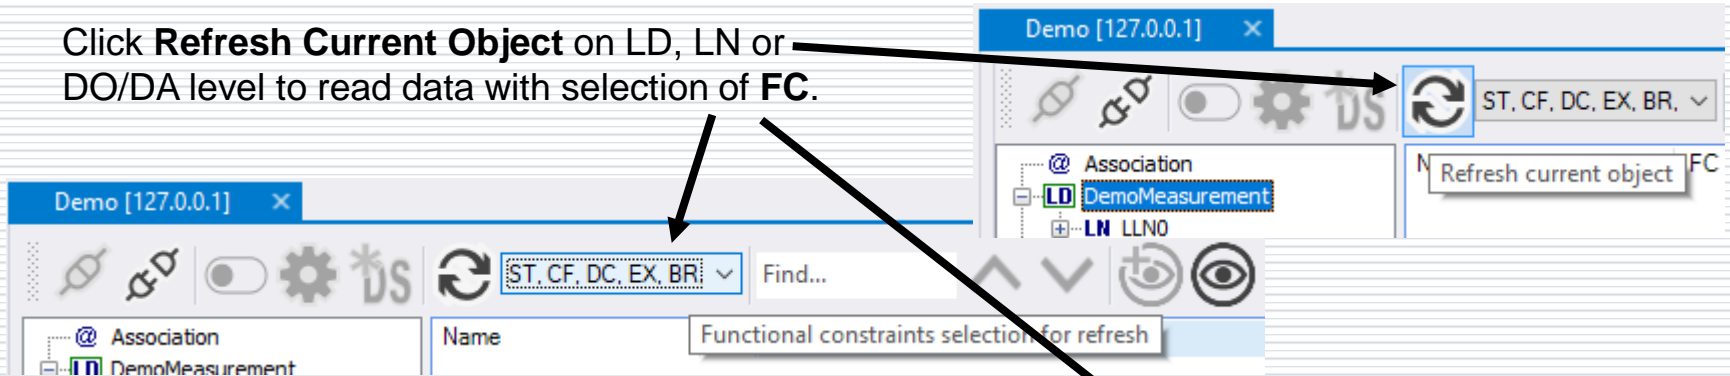 Click Refresh Current Object on LD, LN or
DO/DA level to read data with selection of FC.
Demo [127.0.0.1] ×
DS
ST, CF, DC, EX, BR,
@ Association
LD DemoMeasurement
LN LLN0
N
FC
Refresh current object
Demo [127.0.0.1] ×
DS
ST, CF, DC, EX, BR
Find...
@ Association
LD DemoMeasurement
Name
Functional constraints selection for refresh